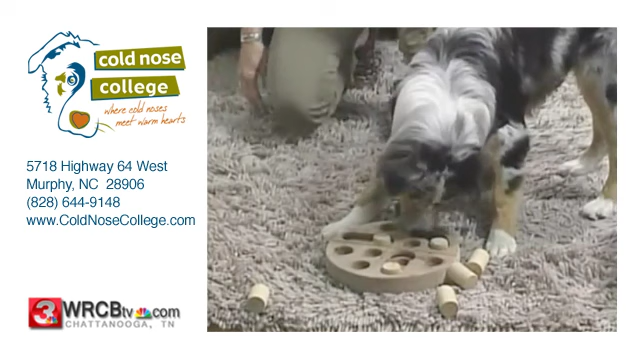 cold nose
college
where cold noses
meet warm hearts
5718 Highway 64 West
Murphy, NC 28906
(828) 644-9148
www.ColdNoseCollege.com
3 WRCBtv.com
CHATTANOOGA, TN